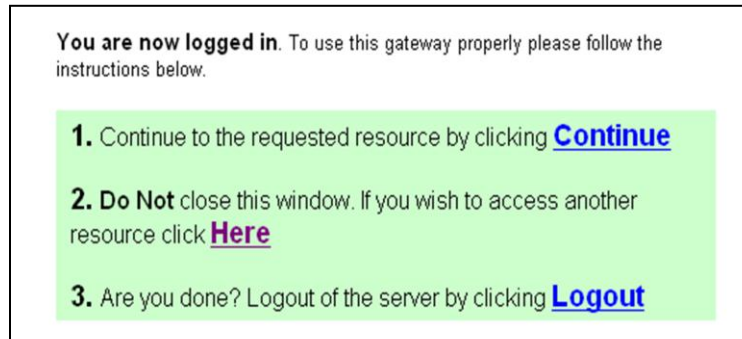 You are now logged in. To use this gateway properly please follow the
instructions below.
1. Continue to the requested resource by clicking Continue
2. Do Not close this window. If you wish to access another
resource click Here
3. Are you done? Logout of the server by clicking Logout